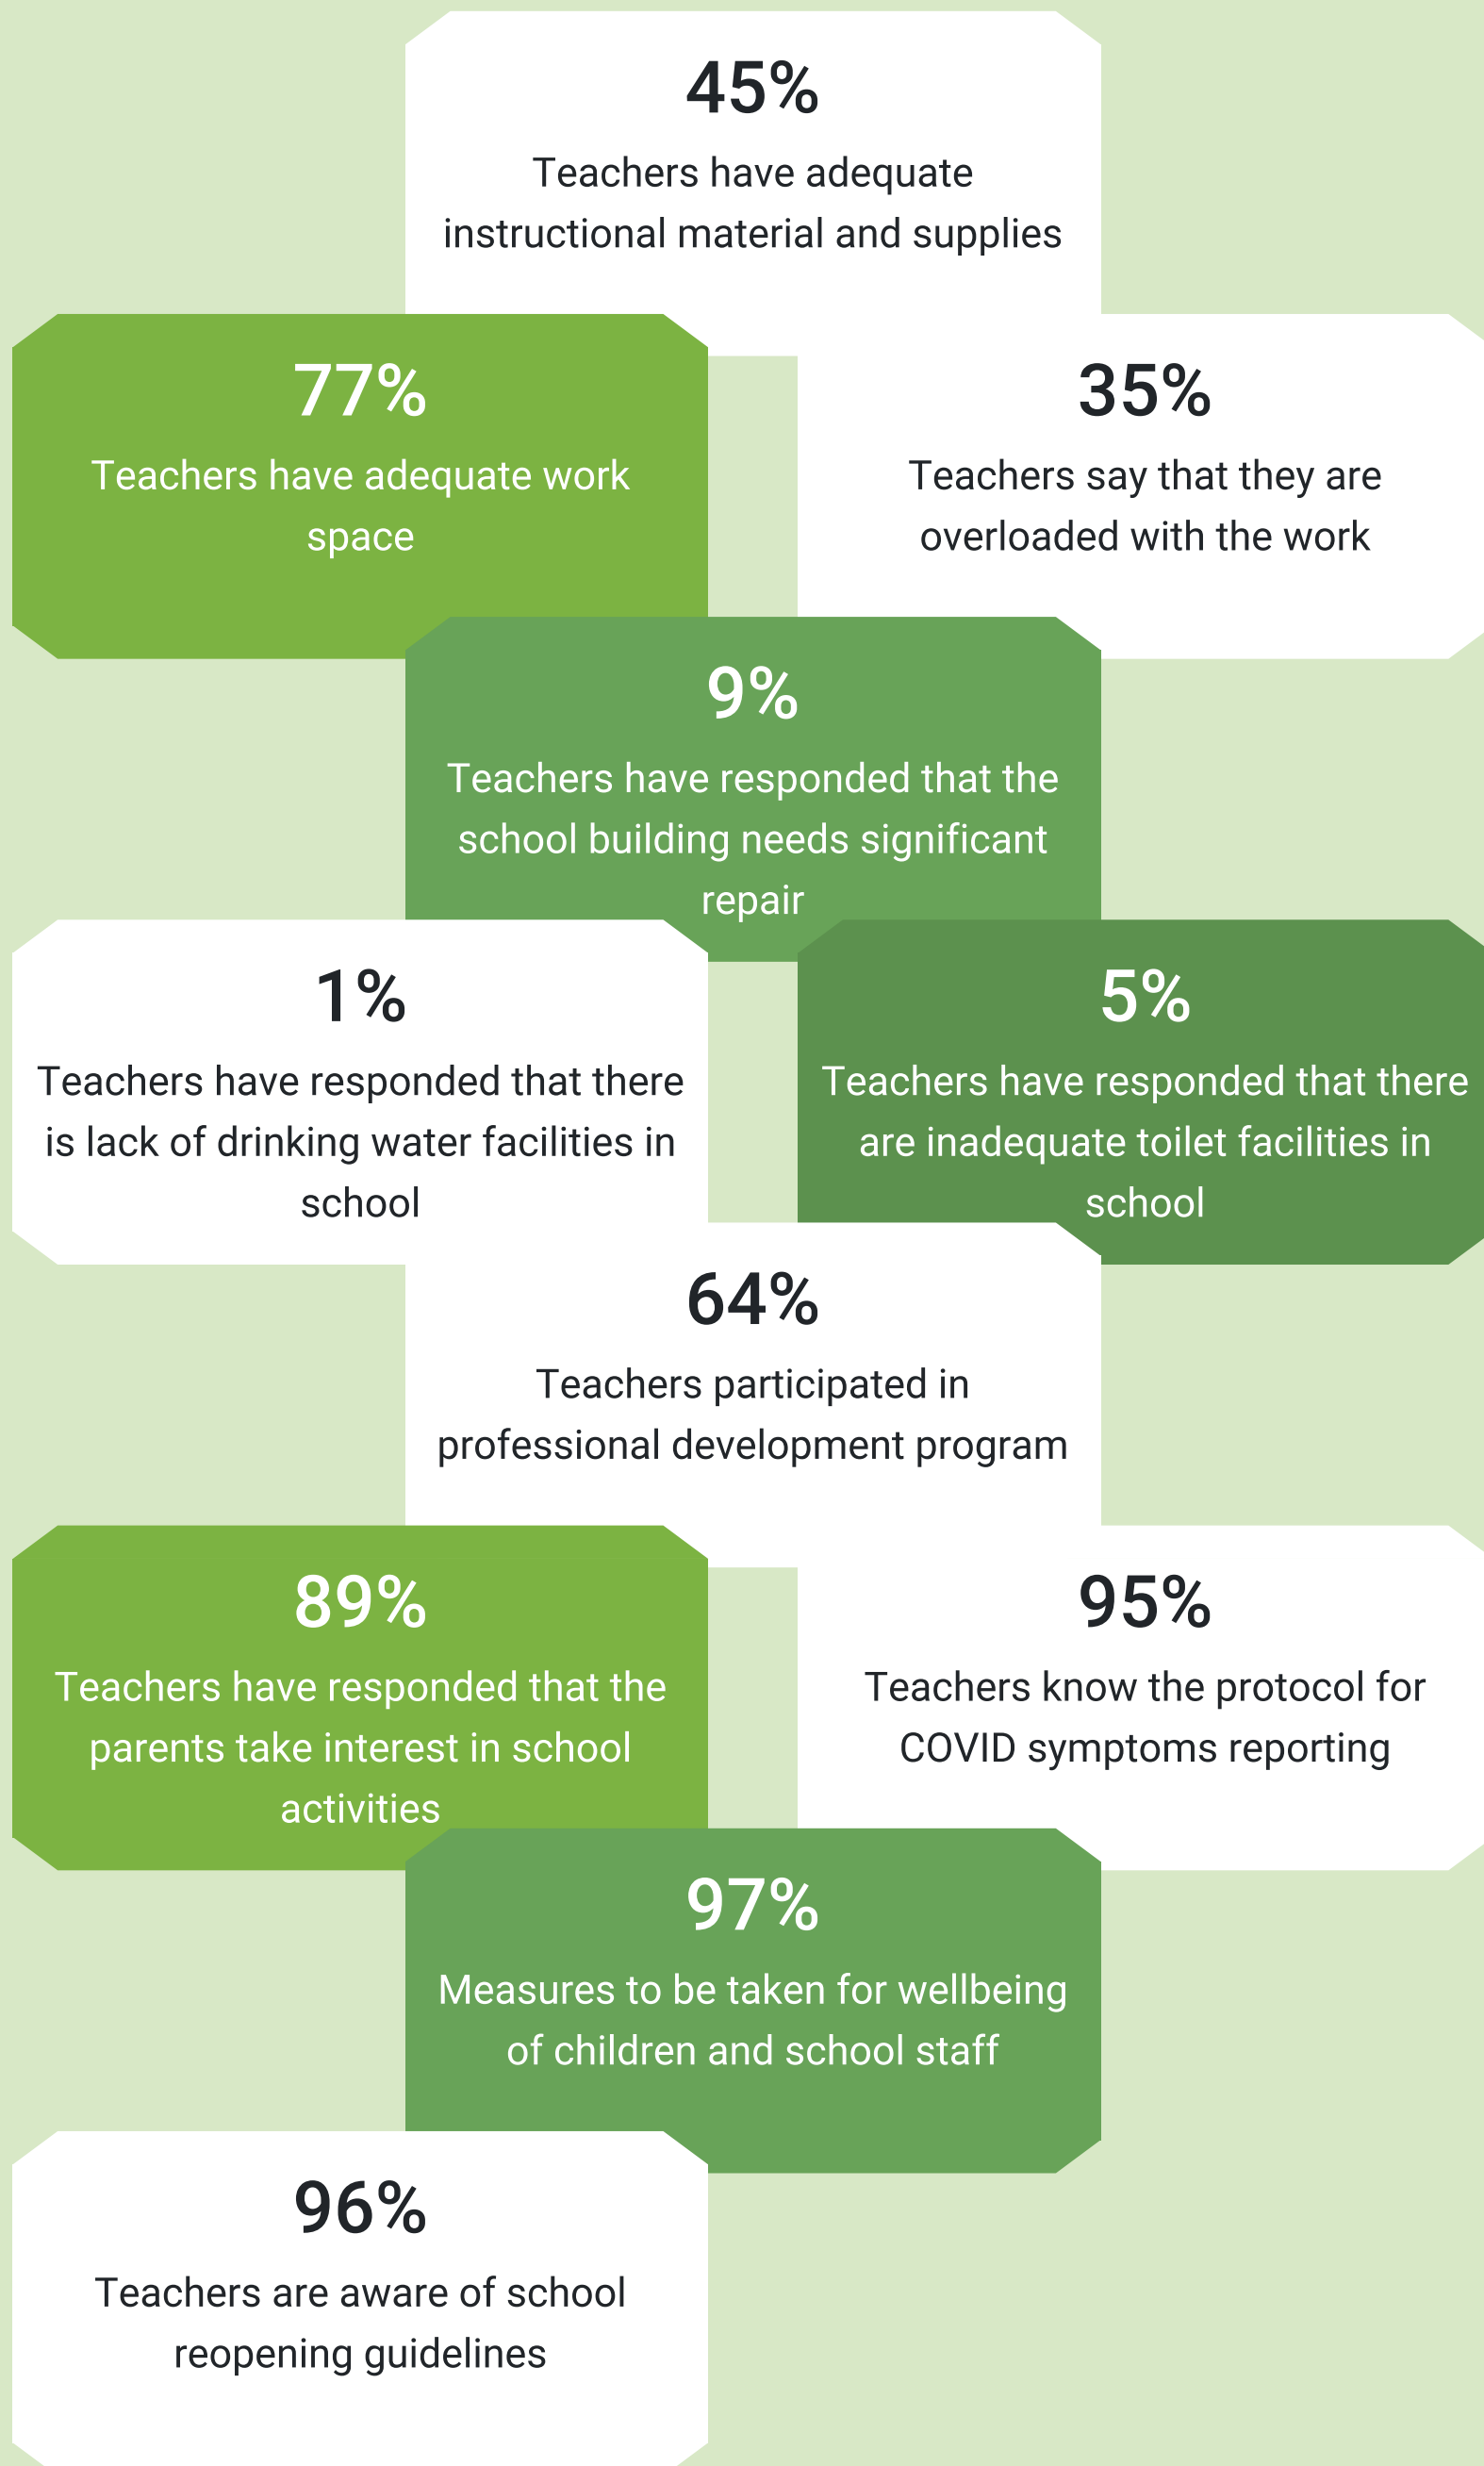 45%
Teachers have adequate
instructional material and supplies
77%
Teachers have adequate work
space
35%
Teachers say that they are
overloaded with the work
9%
Teachers have responded that the
school building needs significant
repair
1%
Teachers have responded that there
is lack of drinking water facilities in
school
5%
Teachers have responded that there
are inadequate toilet facilities in
school
64%
Teachers participated in
professional development program
89%
Teachers have responded that the
parents take interest in school
activities
95%
Teachers know the protocol for
COVID symptoms reporting
97%
Measures to be taken for wellbeing
of children and school staff
96%
Teachers are aware of school
reopening guidelines